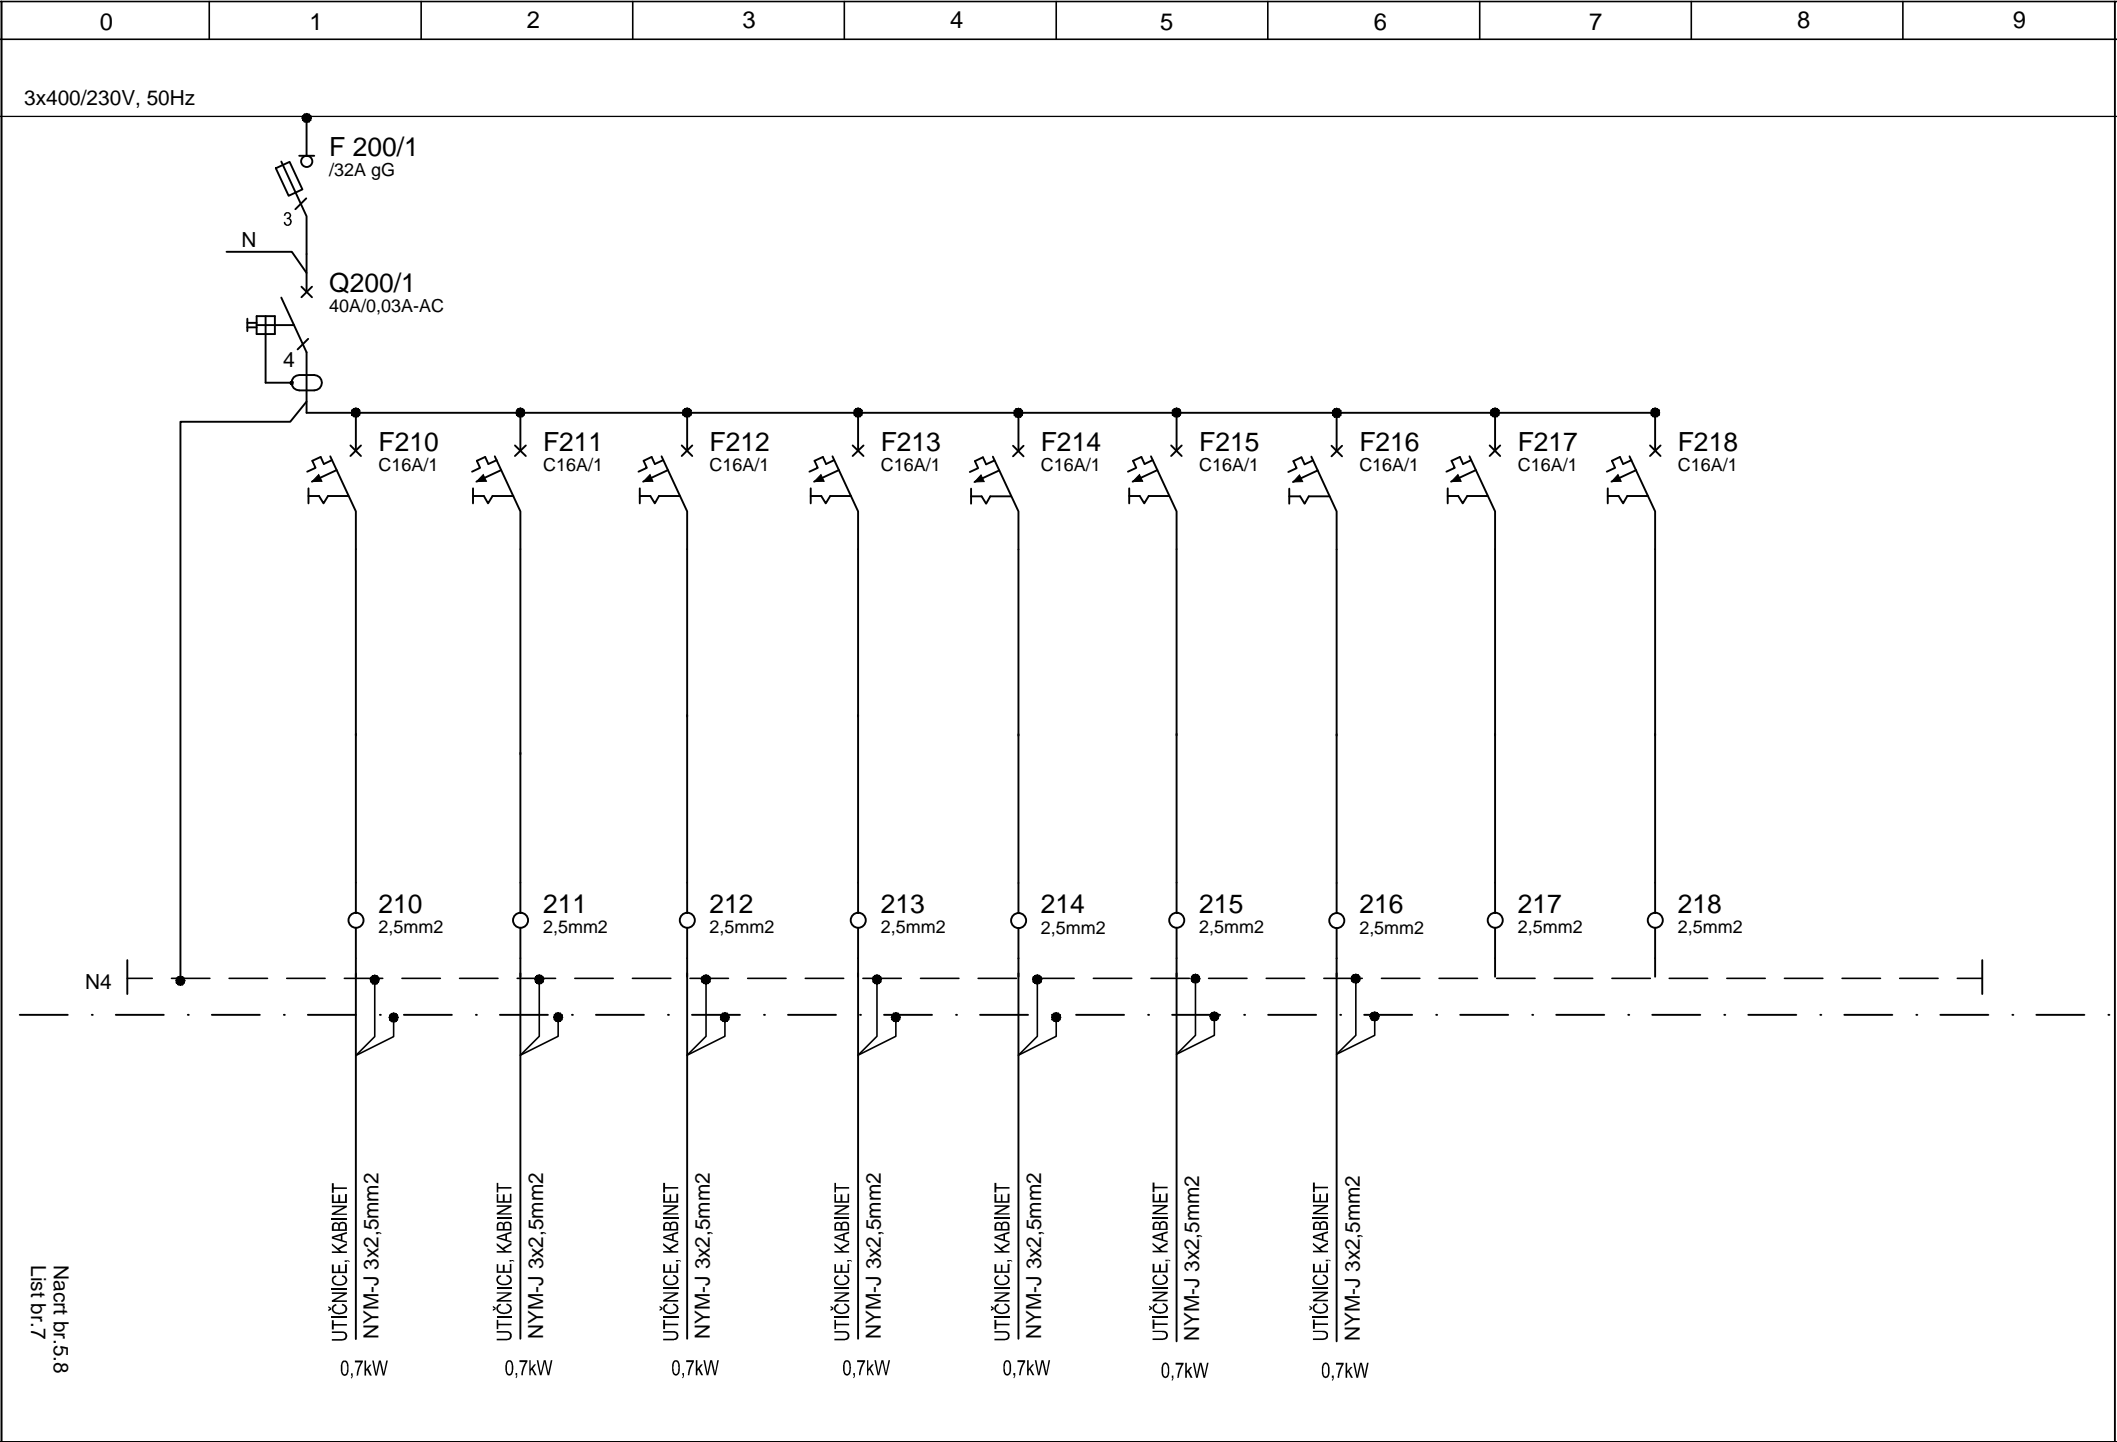 0 1 2 3 4 5 6 7 8 9
3x400/230V, 50Hz
F 200/1
/32A gG
3
N
Q200/1
40A/0,03A-AC
4
F210 F211 F212 F213 F214 F215 F216 F217 F218
C16A/1 C16A/1 C16A/1 C16A/1 C16A/1 C16A/1 C16A/1 C16A/1 C16A/1
210 211 212 213 214 215 216 217 218
2,5mm2 2,5mm2 2,5mm2 2,5mm2 2,5mm2 2,5mm2 2,5mm2 2,5mm2 2,5mm2
N4
UTIČNICE, KABINET
NYM-J 3x2,5mm2
UTIČNICE, KABINET
NYM-J 3x2,5mm2
UTIČNICE, KABINET
NYM-J 3x2,5mm2
UTIČNICE, KABINET
NYM-J 3x2,5mm2
UTIČNICE, KABINET
NYM-J 3x2,5mm2
UTIČNICE, KABINET
NYM-J 3x2,5mm2
UTIČNICE, KABINET
NYM-J 3x2,5mm2
0,7kW 0,7kW 0,7kW 0,7kW 0,7kW 0,7kW 0,7kW
Nacrt br.5.8
List br.7